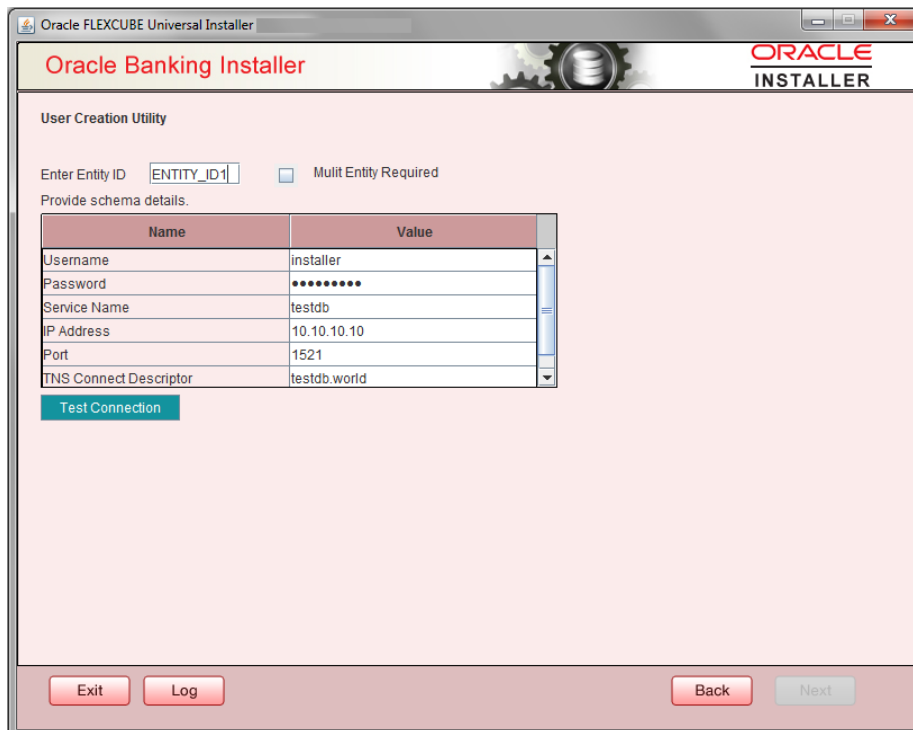 Oracle FLEXCUBE Universal Installer
Oracle Banking Installer
ORACLE
INSTALLER
User Creation Utility
Enter Entity ID ENTITY_ID1 Mulit Entity Required
Provide schema details.
Name Value
Username installer
Password •••••••••
Service Name testdb
IP Address 10.10.10.10
Port 1521
TNS Connect Descriptor testdb.world
Test Connection
Exit Log Back Next